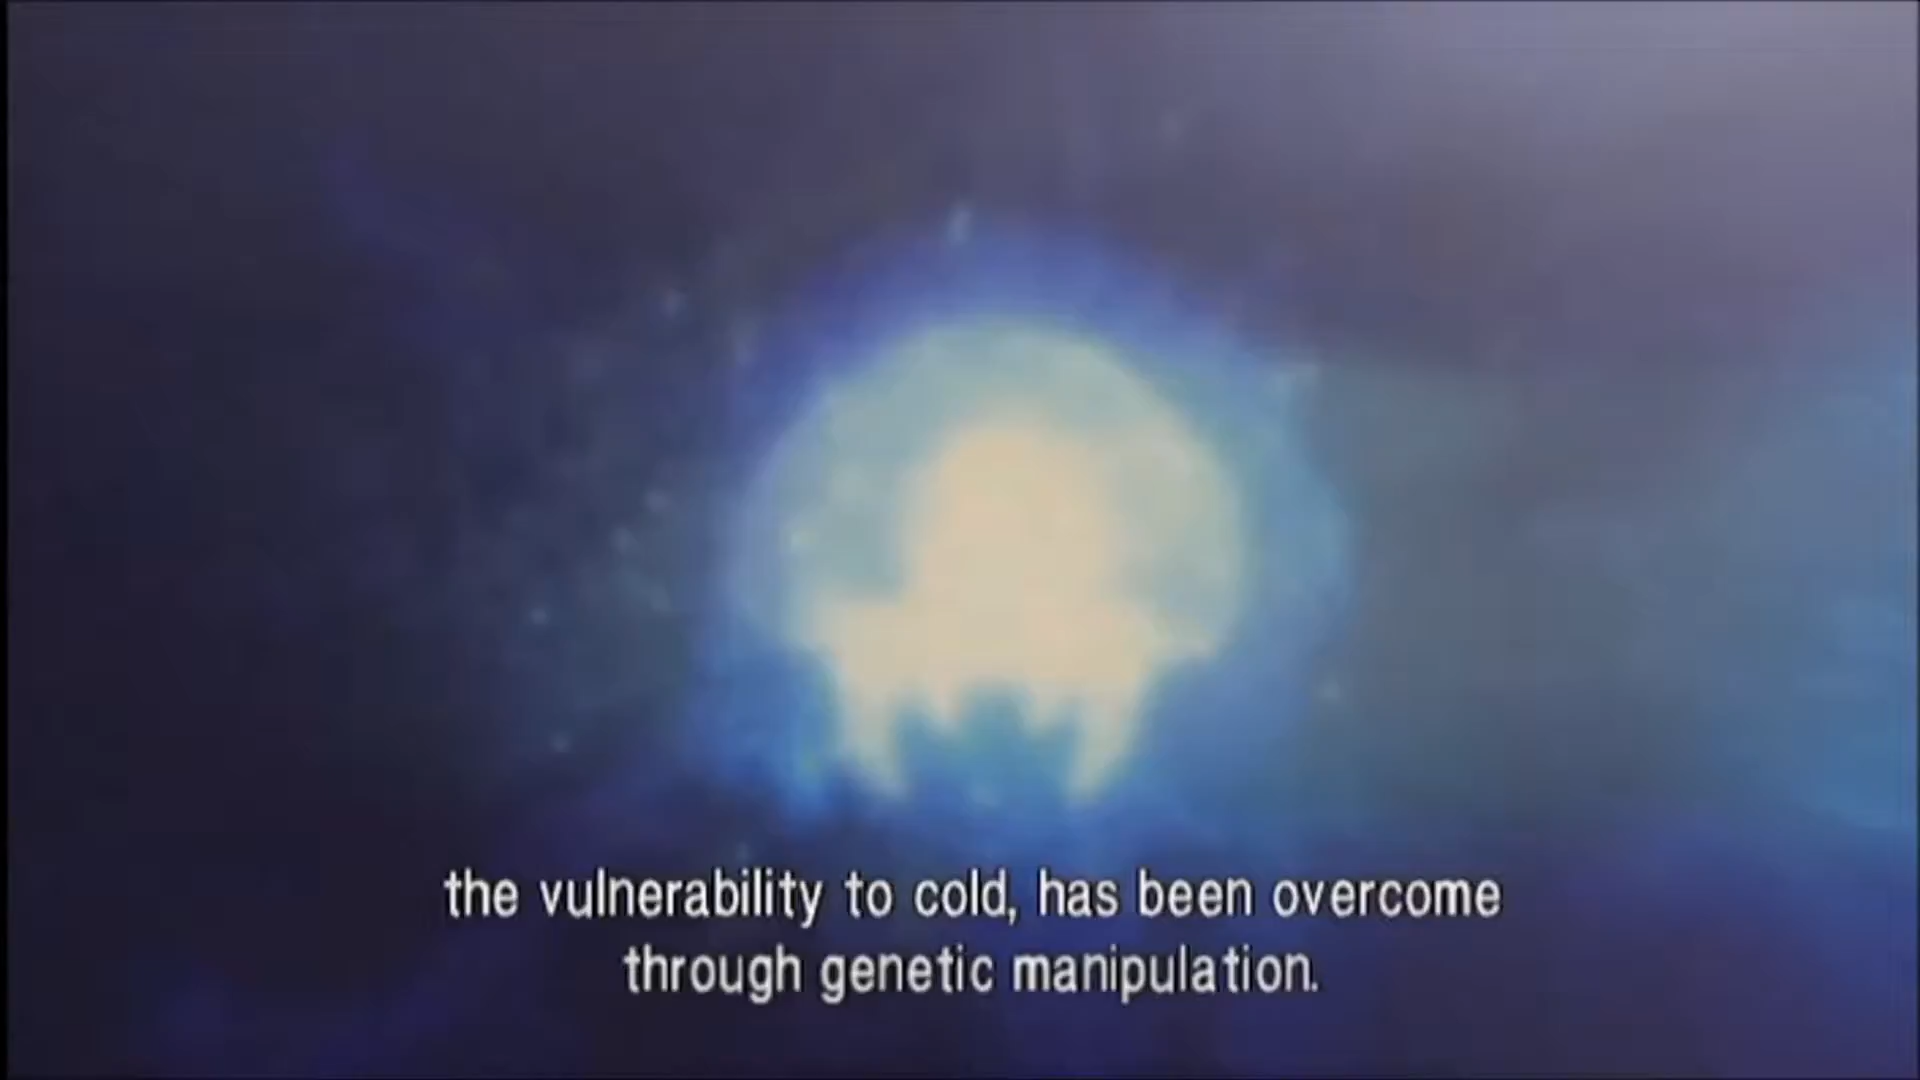 the vulnerability to cold, has been overcome
through genetic manipulation.